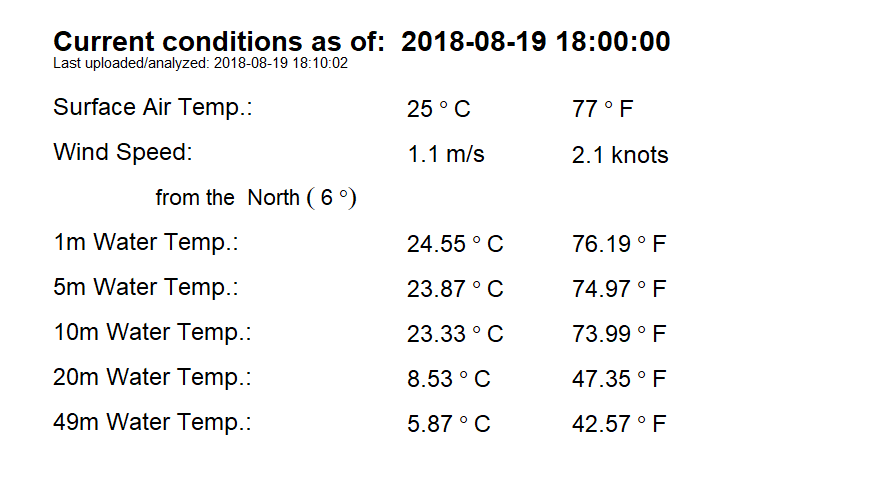 Current conditions as of: 2018-08-19 18:00:00
Last uploaded/analyzed: 2018-08-19 18:10:02
Surface Air Temp.: 25 ° C 77 ° F
Wind Speed: 1.1 m/s 2.1 knots
from the North ( 6 °)
1m Water Temp.: 24.55 ° C 76.19 ° F
5m Water Temp.: 23.87 ° C 74.97 ° F
10m Water Temp.: 23.33 ° C 73.99 ° F
20m Water Temp.: 8.53 ° C 47.35 ° F
49m Water Temp.: 5.87 ° C 42.57 ° F